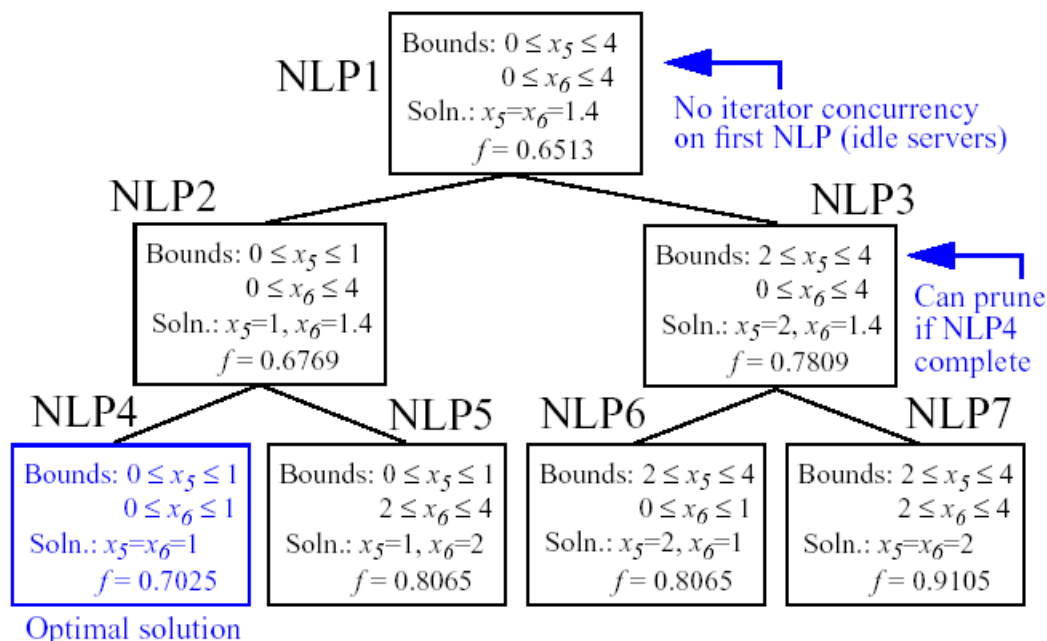 NLP1
Bounds: 0 ≤ x5 ≤ 4
0 ≤ x6 ≤ 4
Soln.: x5=x6=1.4
f = 0.6513
No iterator concurrency
on first NLP (idle servers)
NLP2
Bounds: 0 ≤ x5 ≤ 1
0 ≤ x6 ≤ 4
Soln.: x5=1, x6=1.4
f = 0.6769
NLP3
Bounds: 2 ≤ x5 ≤ 4
0 ≤ x6 ≤ 4
Soln.: x5=2, x6=1.4
f = 0.7809
Can prune
if NLP4
complete
NLP4
Bounds: 0 ≤ x5 ≤ 1
0 ≤ x6 ≤ 1
Soln.: x5=x6=1
f = 0.7025
Optimal solution
NLP5
Bounds: 0 ≤ x5 ≤ 1
2 ≤ x6 ≤ 4
Soln.: x5=1, x6=2
f = 0.8065
NLP6
Bounds: 2 ≤ x5 ≤ 4
0 ≤ x6 ≤ 1
Soln.: x5=2, x6=1
f = 0.8065
NLP7
Bounds: 2 ≤ x5 ≤ 4
2 ≤ x6 ≤ 4
Soln.: x5=x6=2
f = 0.9105